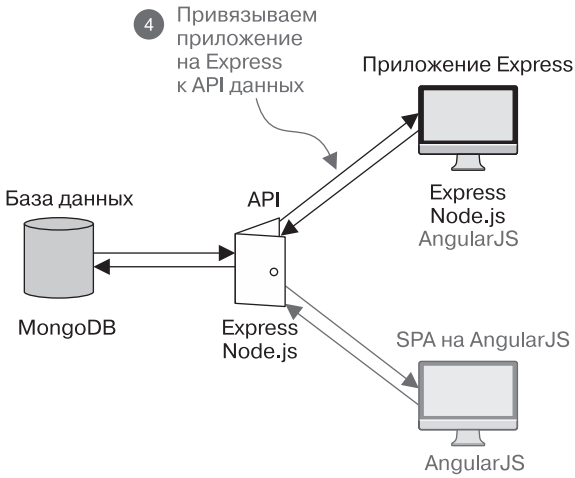 4 Привязываем
приложение
на Express
к API данных
Приложение Express
Express
Node.js
AngularJS
База данных
MongoDB
API
Express
Node.js
SPA на AngularJS
AngularJS